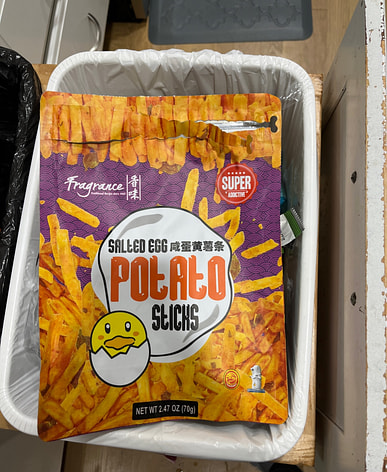 Fragrance 香味
SUPER
ADDICTIVE
SALTED EGG 咸蛋黄薯条
POTATO
STICKS
NET WT 2.47 OZ (70g)